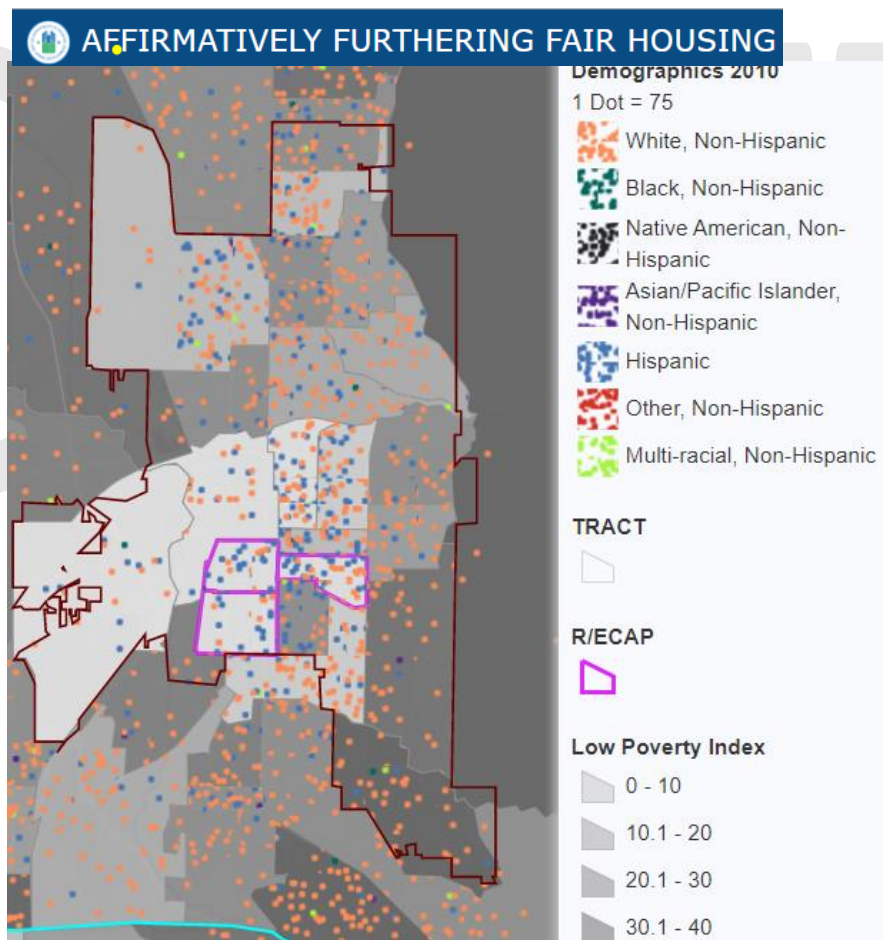 AFFIRMATIVELY FURTHERING FAIR HOUSING
Demographics 2010
1 Dot = 75
White, Non-Hispanic
Black, Non-Hispanic
Native American, Non-
Hispanic
Asian/Pacific Islander,
Non-Hispanic
Hispanic
Other, Non-Hispanic
Multi-racial, Non-Hispanic
TRACT
R/ECAP
Low Poverty Index
0 - 10
10.1 - 20
20.1 - 30
30.1 - 40